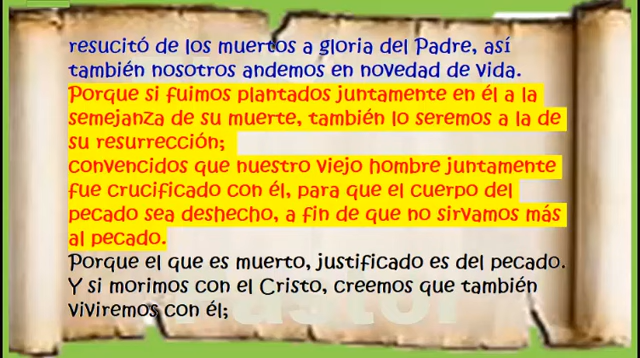 resucitó de los muertos a gloria del Padre, así
también nosotros andemos en novedad de vida.
Porque si fuimos plantados juntamente en él a la
semejanza de su muerte, también lo seremos a la de
su resurrección;
convencidos que nuestro viejo hombre juntamente
fue crucificado con él, para que el cuerpo del
pecado sea deshecho, a fin de que no sirvamos más
al pecado.
Porque el que es muerto, justificado es del pecado.
Y si morimos con el Cristo, creemos que también
viviremos con él;
Pastor